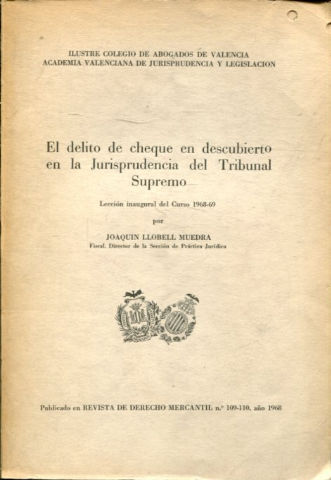 ILUSTRE COLEGIO DE ABOGADOS DE VALENCIA
ACADEMIA VALENCIANA DE JURISPRUDENCIA Y LEGISLACION
El delito de cheque en descubierto
en la Jurisprudencia del Tribunal
Supremo
Lección inaugural del Curso 1968-69
por
JOAQUIN LLOBELL MUEDRA
Fiscal. Director de la Sección de Práctica Jurídica
Publicado en REVISTA DE DERECHO MERCANTIL n.º 109-110, año 1968